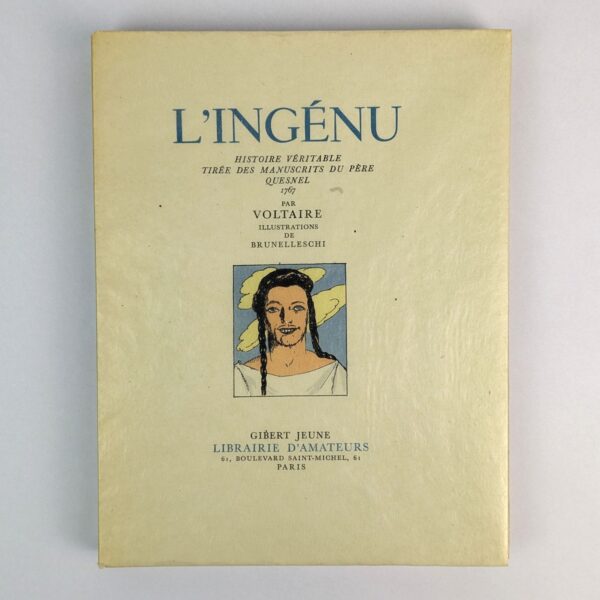 L'INGÉNU
HISTOIRE VÉRITABLE
TIRÉE DES MANUSCRITS DU PÈRE
QUESNEL
1767
PAR
VOLTAIRE
ILLUSTRATIONS
DE
BRUNELLESCHI
GIBERT JEUNE
LIBRAIRIE D'AMATEURS
61, BOULEVARD SAINT-MICHEL, 61
PARIS